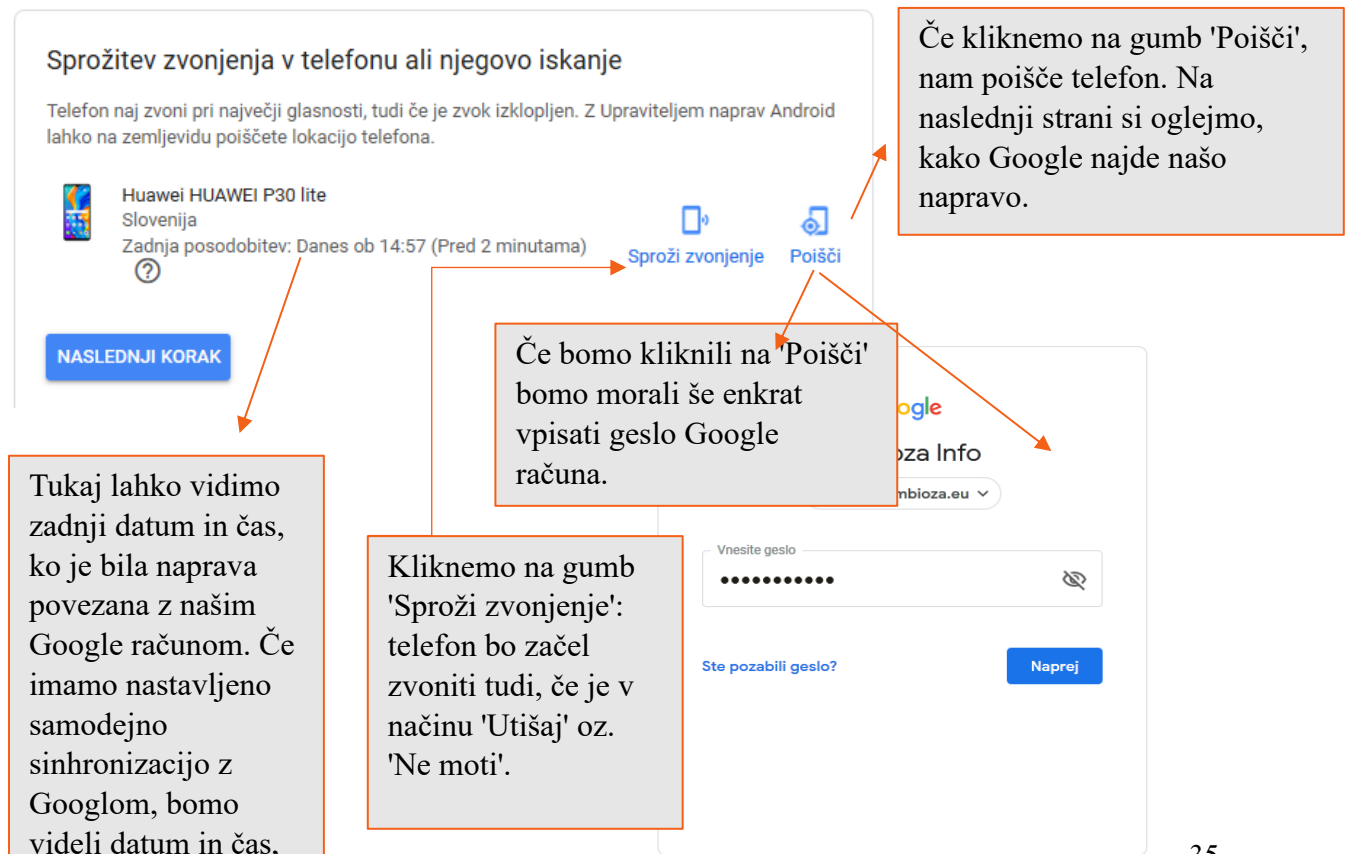 Sprožitev zvonjenja v telefonu ali njegovo iskanje
Telefon naj zvoni pri največji glasnosti, tudi če je zvok izklopljen. Z Upraviteljem naprav Android
lahko na zemljevidu poiščete lokacijo telefona.
Huawei HUAWEI P30 lite
Slovenija
Zadnja posodobitev: Danes ob 14:57 (Pred 2 minutama)
Sproži zvonjenje
Poišči
NASLEDNJI KORAK
Če kliknemo na gumb 'Poišči',
nam poišče telefon. Na
naslednji strani si oglejmo,
kako Google najde našo
napravo.
Če bomo kliknili na 'Poišči'
bomo morali še enkrat
vpisati geslo Google
računa.
ogle
oza Info
mbioza.eu
Vnesite geslo
Ste pozabili geslo?
Naprej
Tukaj lahko vidimo
zadnji datum in čas,
ko je bila naprava
povezana z našim
Google računom. Če
imamo nastavljeno
samodejno
sinhronizacijo z
Googlom, bomo
videli datum in čas,
Kliknemo na gumb
'Sproži zvonjenje':
telefon bo začel
zvoniti tudi, če je v
načinu 'Utišaj' oz.
'Ne moti'.
35